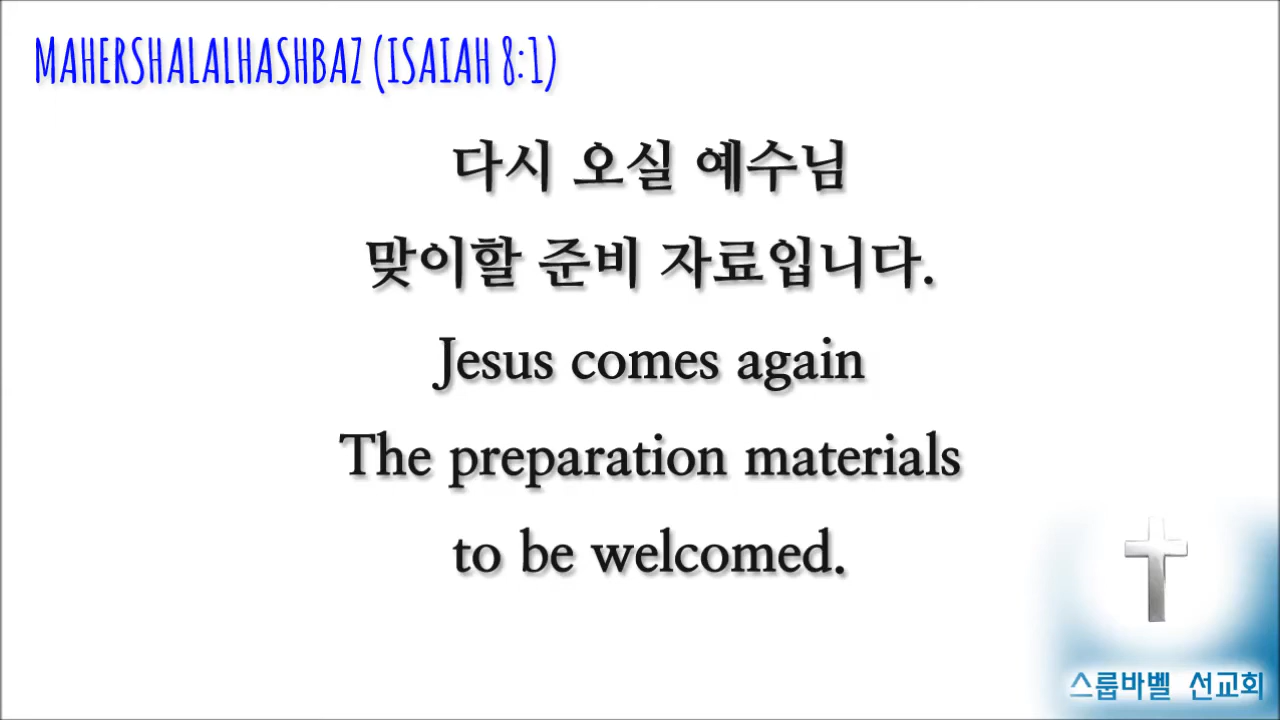 MAHERSHALALHASHBAZ (ISAIAH 8:1)
다시 오실 예수님
맞이할 준비 자료입니다.
Jesus comes again
The preparation materials
to be welcomed.
스룹바벨 선교회